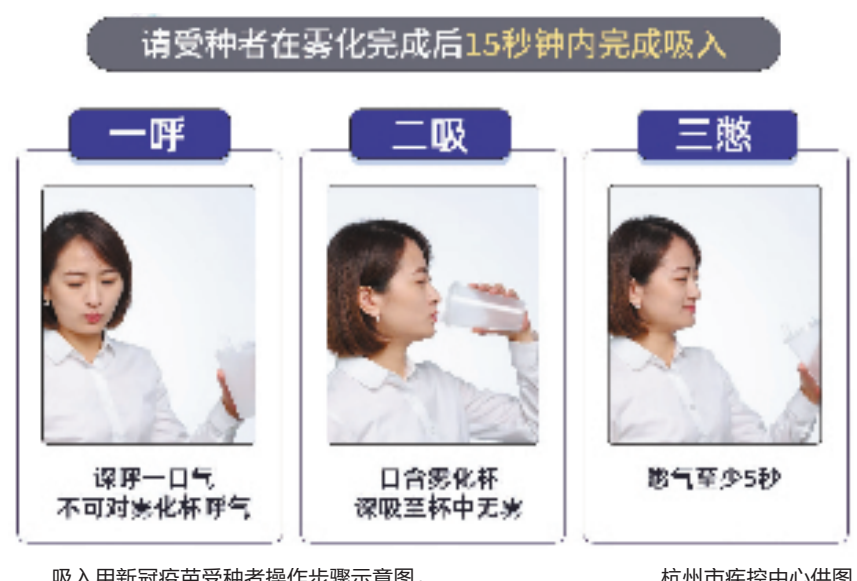 请受种者在雾化完成后15秒钟内完成吸入
一呼
二吸
三憋
深呼一口气
不可对雾化杯呼气
口含雾化杯
深吸至杯中无雾
憋气至少5秒
吸入用新冠疫苗受种者操作步骤示意图。
杭州市疾控中心供图